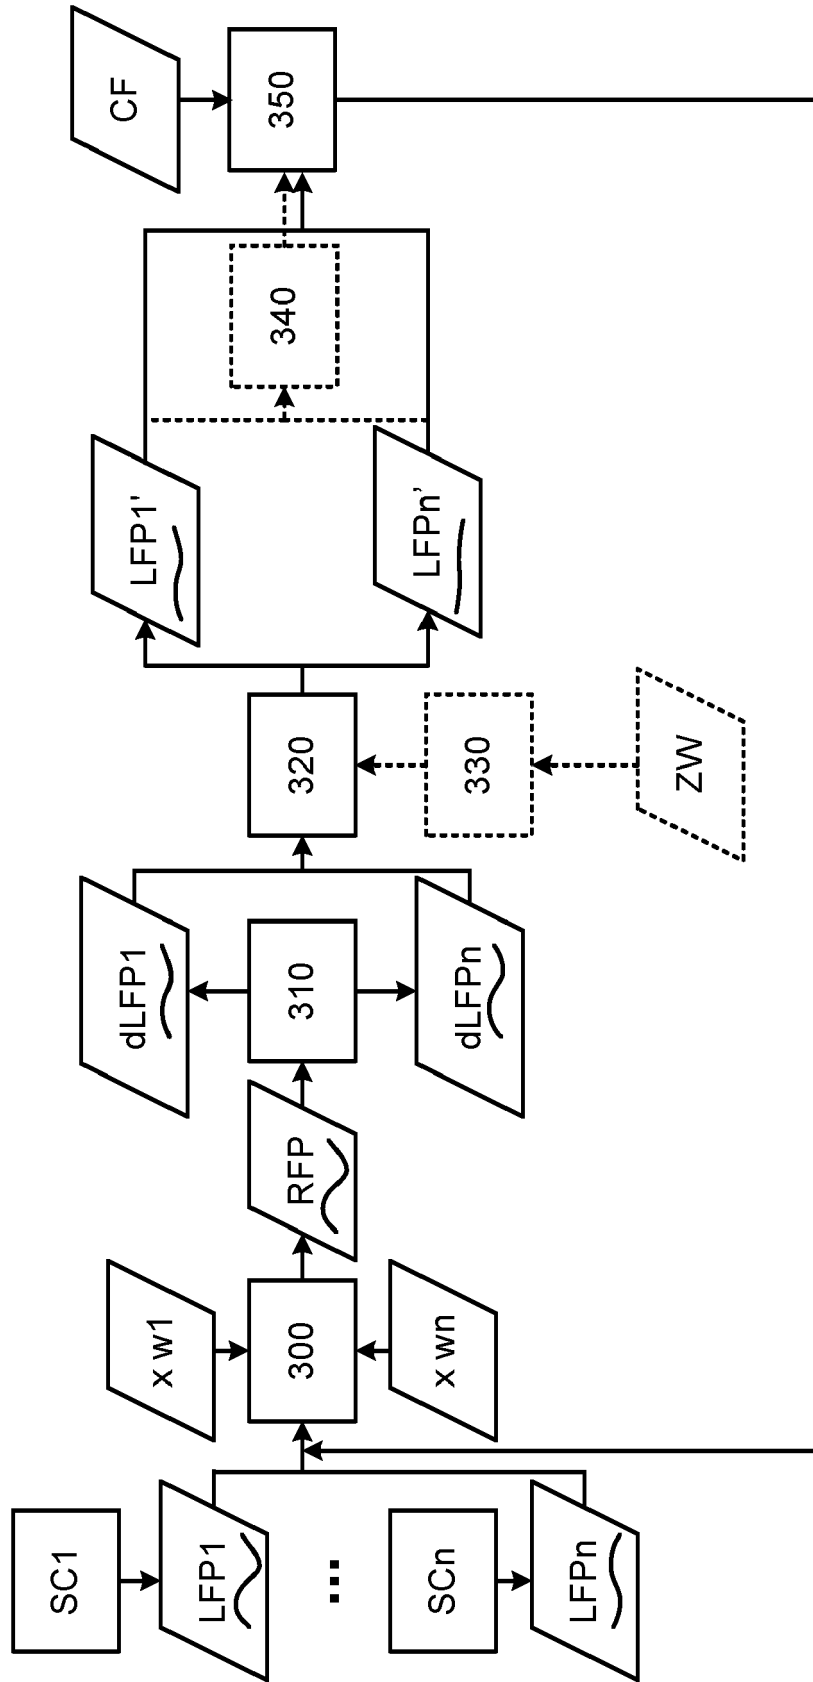 SC1
LFP1
...
SCn
LFPn
x w1
300
x wn
RFP
dLFP1
310
dLFPn
320
330
ZW
LFP1'
LFPn’
340
CF
350